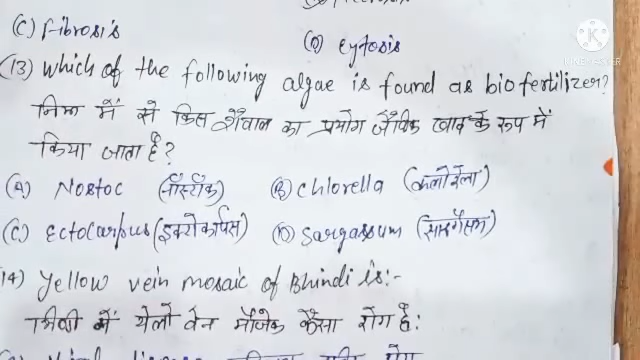 (C) Fibrosis
(D) Cytosis
(13) Which of the following algae is found as biofertilizer?
निम्न में से किस शैवाल का प्रयोग जैविक खाद के रूप में
किया जाता है?
(A) Nostoc (नॉस्टॉक) (B) Chlorella (क्लोरेला)
(C) Ectocarpus (इक्टोकार्पस) (D) Sargassum (सारगैसम)
14) Yellow vein mosaic of Bhindi is:-
भिंडी में येलो वेन मौजेक कैसा रोग है: